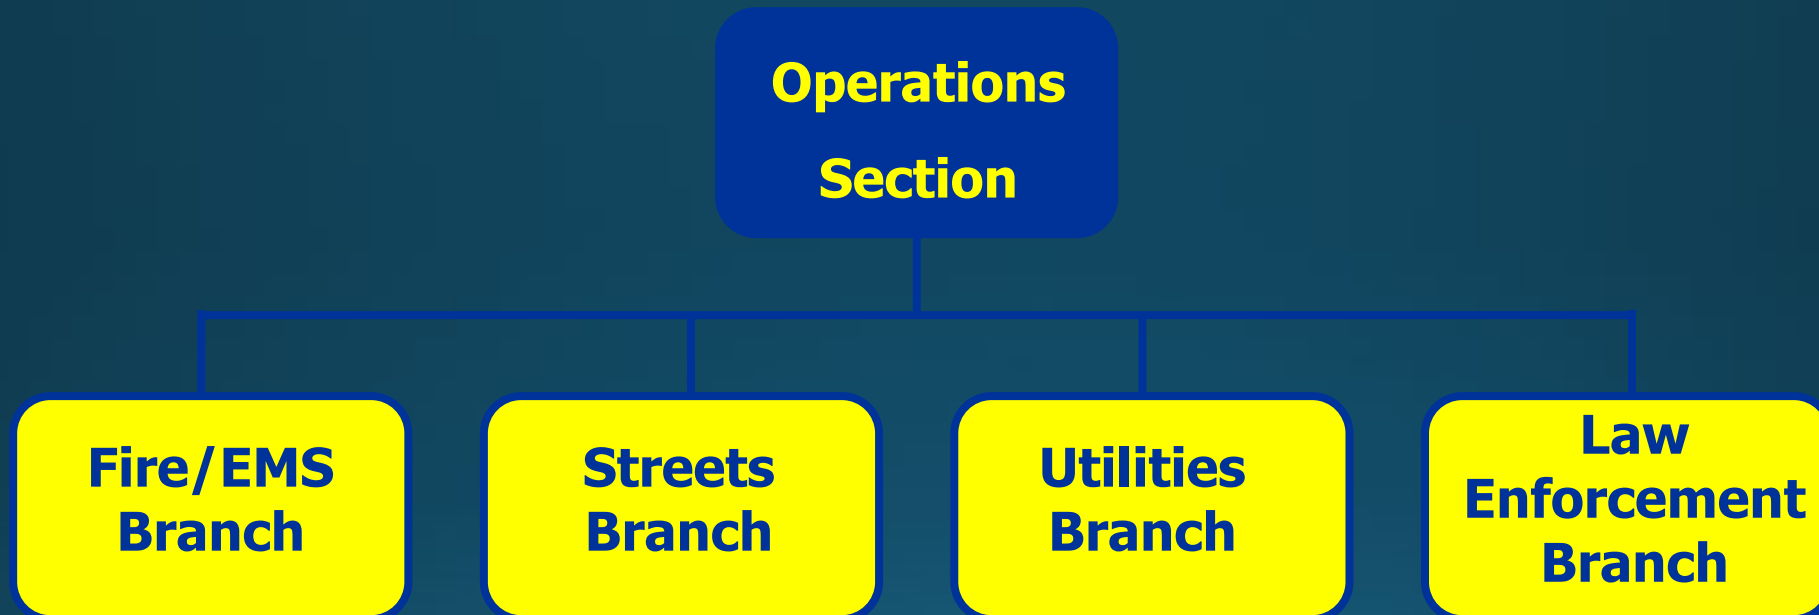 Operations
Section
Fire/EMS
Branch
Streets
Branch
Utilities
Branch
Law
Enforcement
Branch